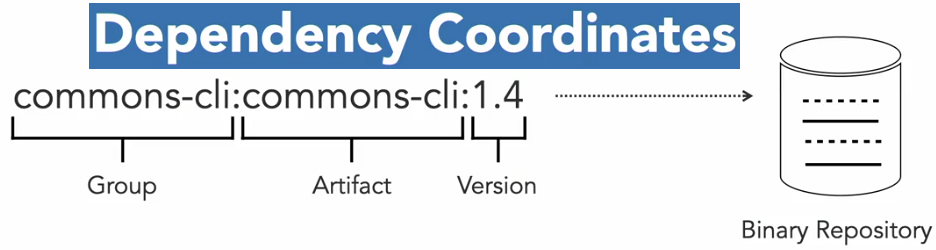 Dependency Coordinates
commons-cli:commons-cli:1.4
Group Artifact Version
Binary Repository